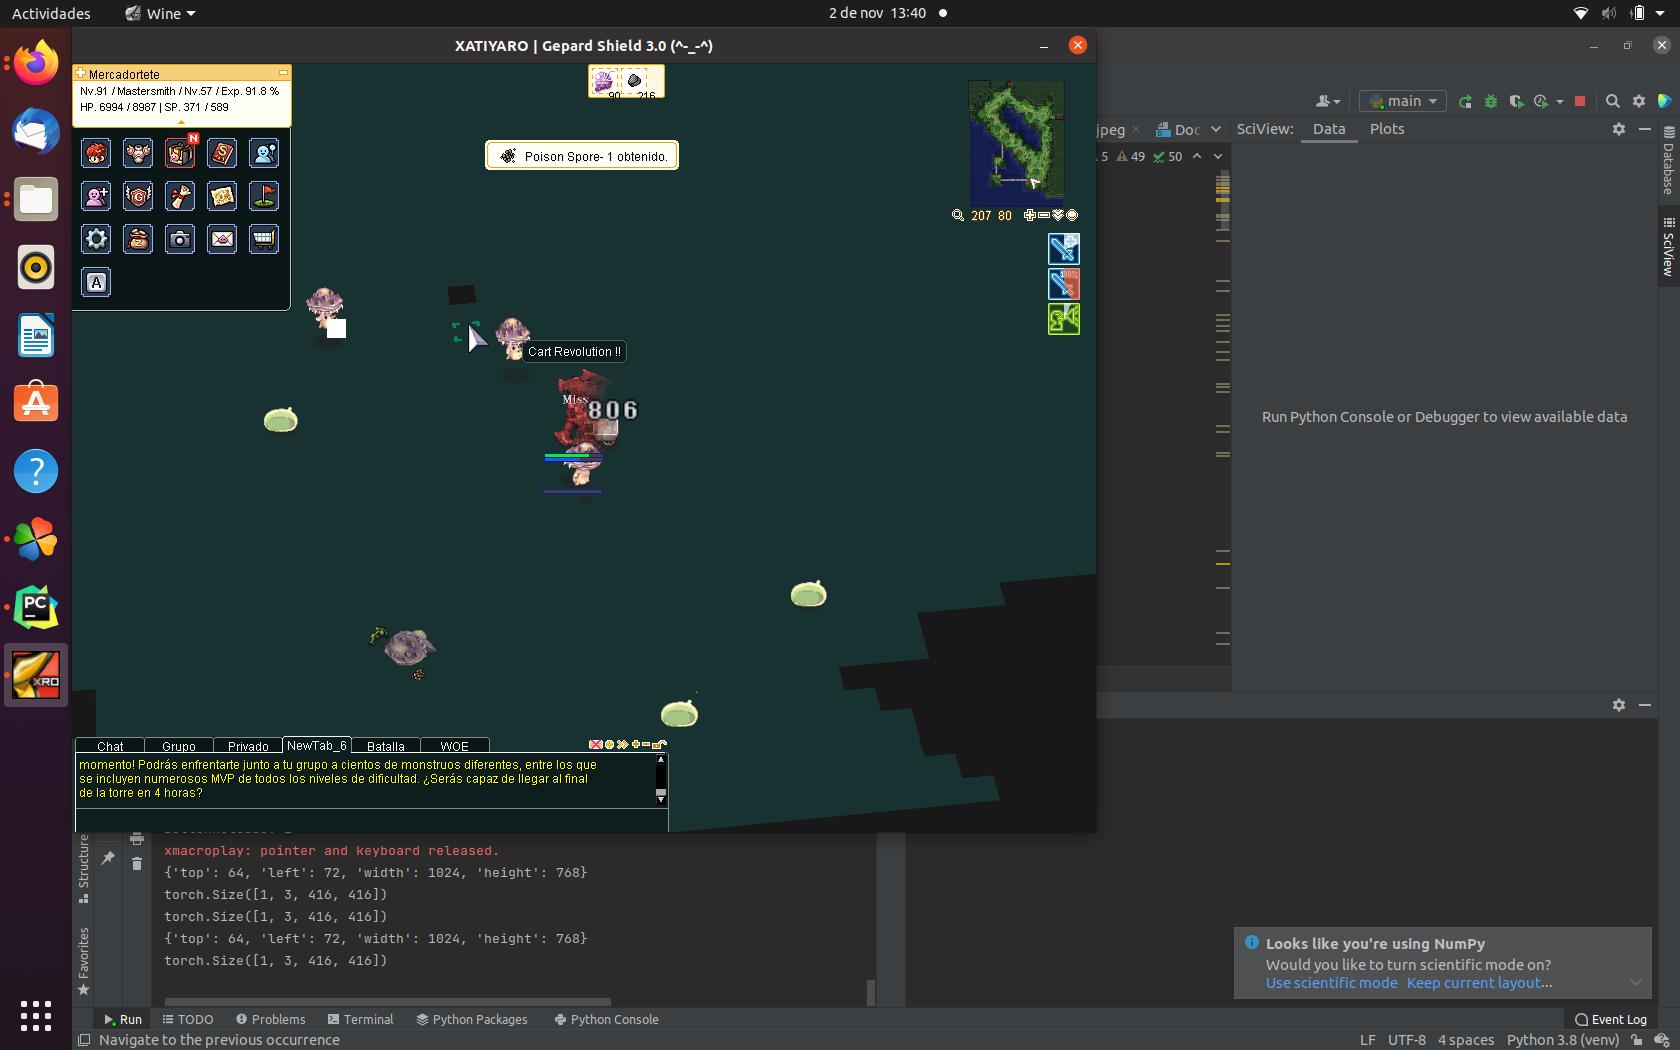 Actividades
Wine
2 de nov 13:40
XATIYARO | Gepard Shield 3.0 (^-_-^)
Mercadortete
Nv.91 / Mastersmith / Nv.57 / Exp. 91.8 %
HP. 6994 / 8987 | SP. 371 / 589
N
A
90
216
Poison Spore- 1 obtenido.
207 80
100%
Cart Revolution !!
Miss
806
Chat
Grupo
Privado
NewTab_6
Batalla
WOE
momento! Podrás enfrentarte junto a tu grupo a cientos de monstruos diferentes, entre los que
se incluyen numerosos MVP de todos los niveles de dificultad. ¿Serás capaz de llegar al final
de la torre en 4 horas?
main
jpeg
Doc
SciView:
Data
Plots
5
49
50
Database
SciView
Run Python Console or Debugger to view available data
PC
XRO
Structure
Favorites
xmacroplay: pointer and keyboard released.
{'top': 64, 'left': 72, 'width': 1024, 'height': 768}
torch.Size([1, 3, 416, 416])
torch.Size([1, 3, 416, 416])
{'top': 64, 'left': 72, 'width': 1024, 'height': 768}
torch.Size([1, 3, 416, 416])
Looks like you're using NumPy
Would you like to turn scientific mode on?
Use scientific mode Keep current layout...
Run
TODO
Problems
Terminal
Python Packages
Python Console
Event Log
Navigate to the previous occurrence
LF UTF-8 4 spaces Python 3.8 (venv)